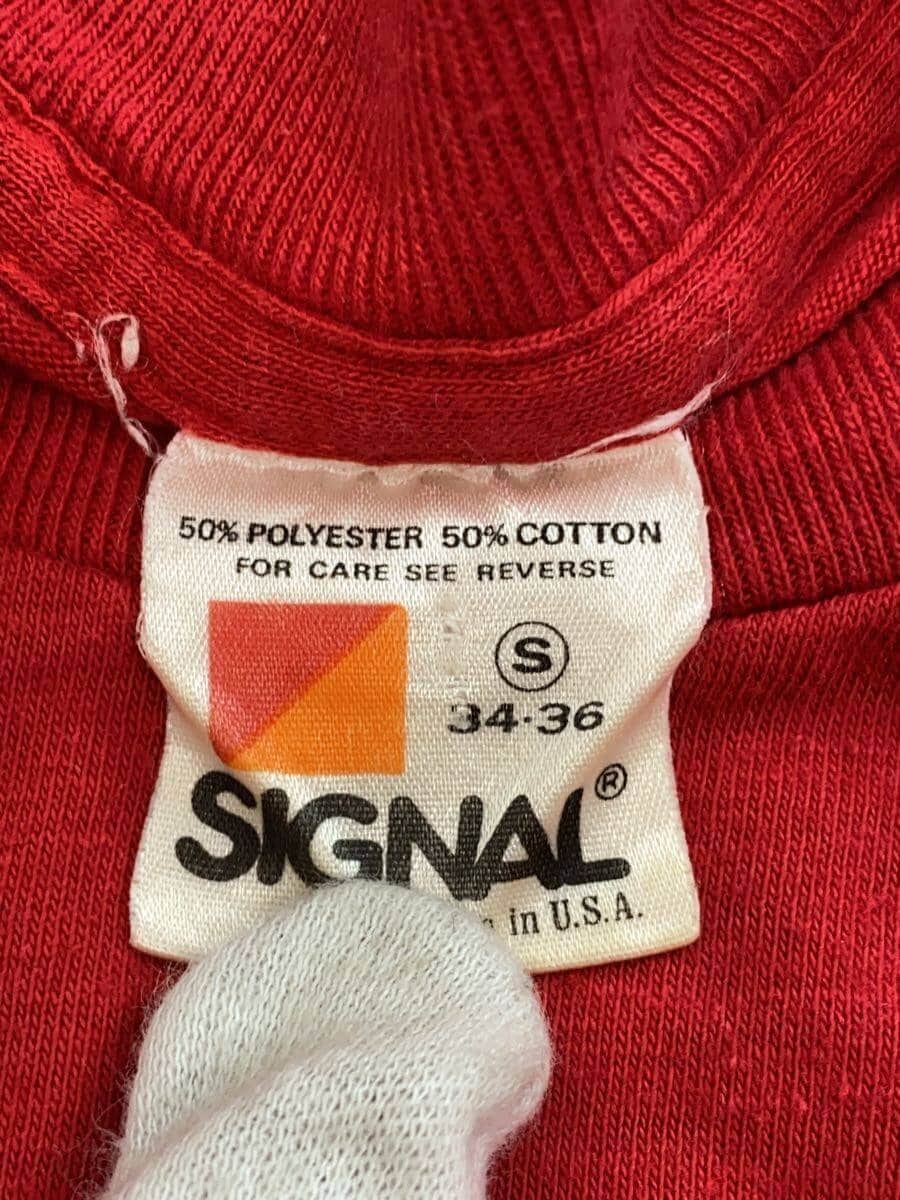 50% POLYESTER 50% COTTON
FOR CARE SEE REVERSE
S
34·36
SIGNAL®
in U.S.A.